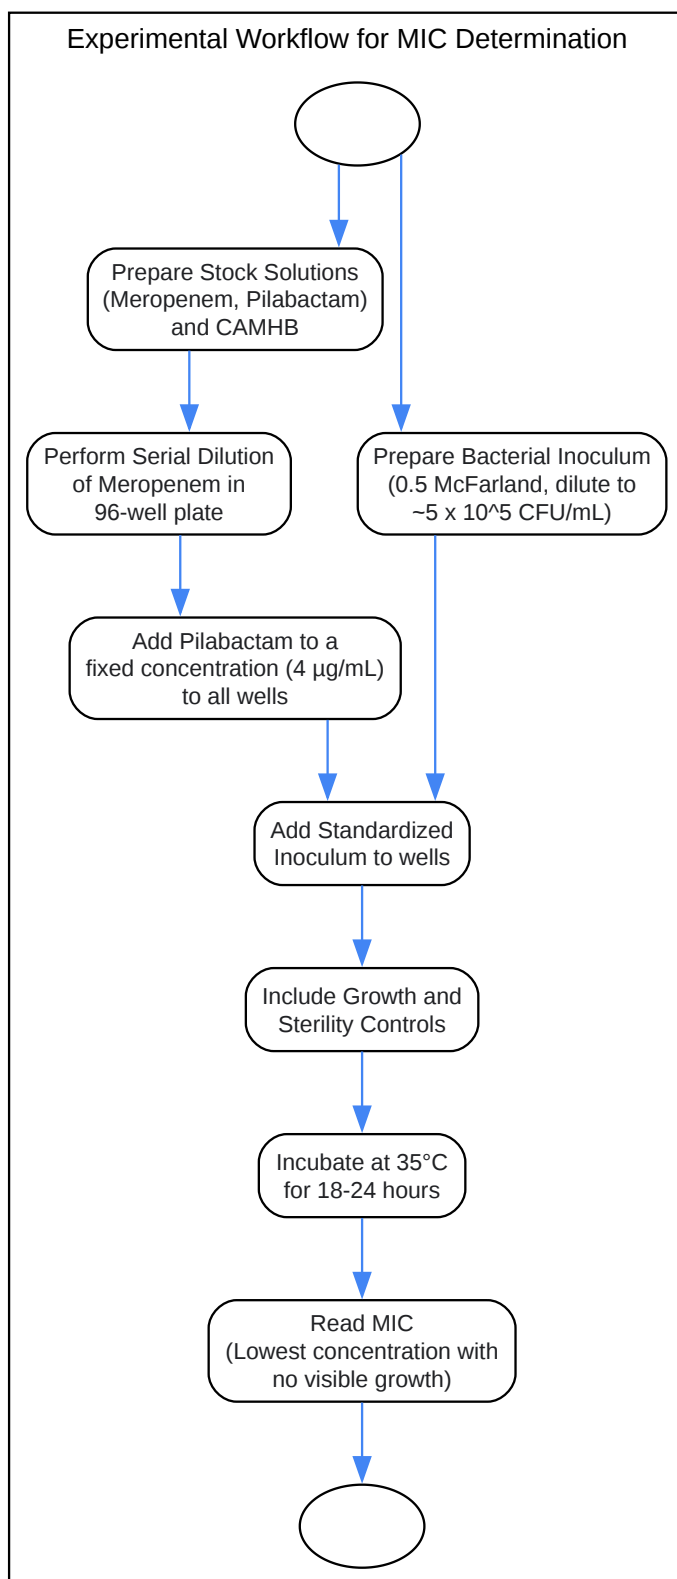 Experimental Workflow for MIC Determination
Prepare Stock Solutions
(Meropenem, Pilabactam)
and CAMHB
Perform Serial Dilution
of Meropenem in
96-well plate
Prepare Bacterial Inoculum
(0.5 McFarland, dilute to
~5 x 10^5 CFU/mL)
Add Pilabactam to a
fixed concentration (4 µg/mL)
to all wells
Add Standardized
Inoculum to wells
Include Growth and
Sterility Controls
Incubate at 35°C
for 18-24 hours
Read MIC
(Lowest concentration with
no visible growth)